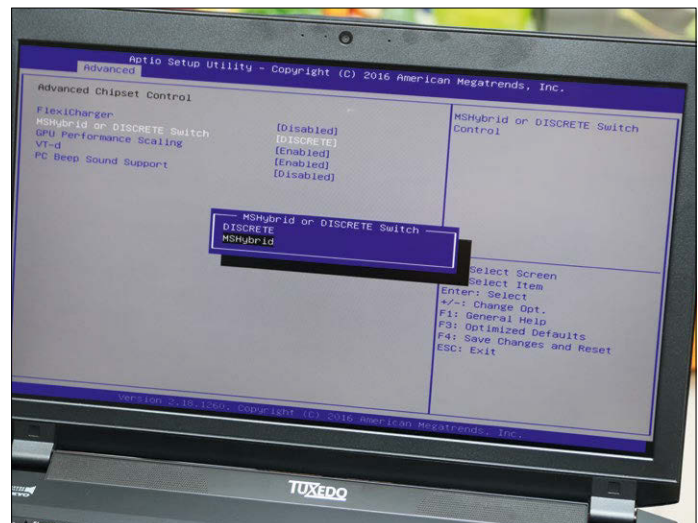 Aptio Setup Utility - Copyright (C) 2016 American Megatrends, Inc.
Advanced
Advanced Chipset Control
FlexiCharger [Disabled]
MSHybrid or DISCRETE Switch [DISCRETE]
GPU Performance Scaling [Enabled]
VT-d [Enabled]
PC Beep Sound Support [Disabled]
MSHybrid or DISCRETE Switch
Control
MSHybrid or DISCRETE Switch
DISCRETE
MSHybrid
Select Screen
Select Item
Enter: Select
+/-: Change Opt.
F1: General Help
F3: Optimized Defaults
F4: Save Changes and Reset
ESC: Exit
Version 2.18.1260. Copyright (C) 2016 American Megatrends, Inc.
TUXEDO